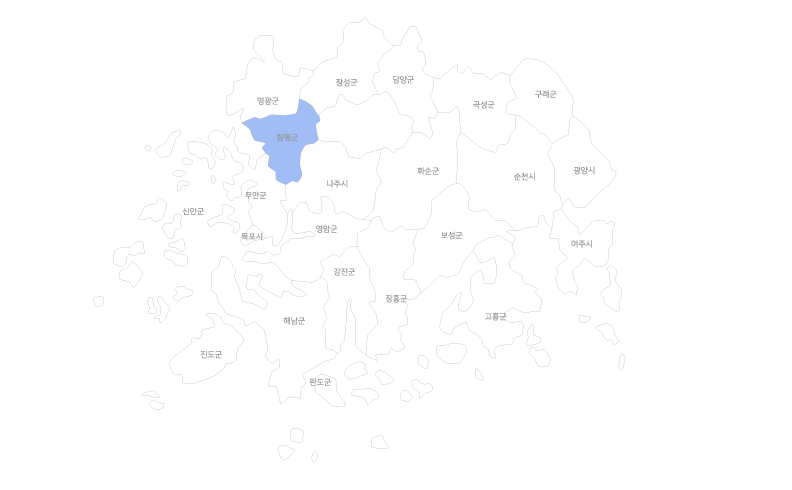 장성군
담양군
구례군
영광군
곡성군
함평군
화순군
광양시
순천시
나주시
무안군
신안군
영암군
목포시
보성군
여주시
강진군
장흥군
고흥군
해남군
진도군
완도군